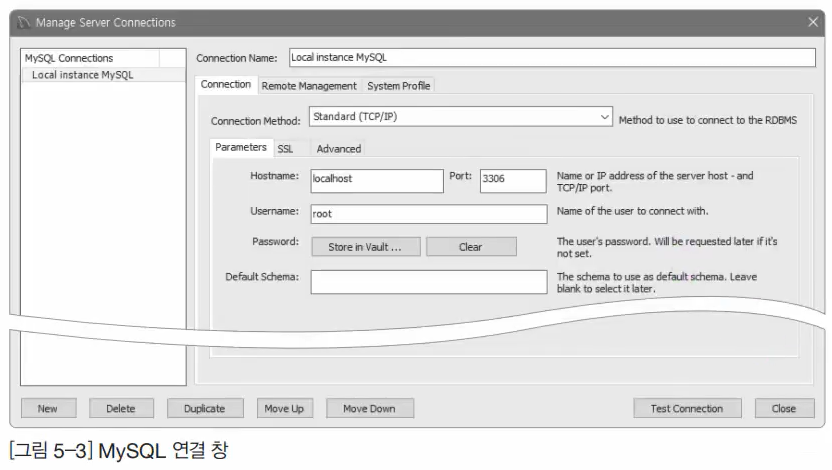 Manage Server Connections
MySQL Connections
Local instance MySQL
Connection Name: Local instance MySQL
Connection Remote Management System Profile
Connection Method: Standard (TCP/IP) Method to use to connect to the RDBMS
Parameters SSL Advanced
Hostname: localhost Port: 3306 Name or IP address of the server host - and
TCP/IP port.
Username: root Name of the user to connect with.
Password: Store in Vault ... Clear The user's password. Will be requested later if it's
not set.
Default Schema: The schema to use as default schema. Leave
blank to select it later.
New Delete Duplicate Move Up Move Down Test Connection Close
[그림 5-3] MySQL 연결 창